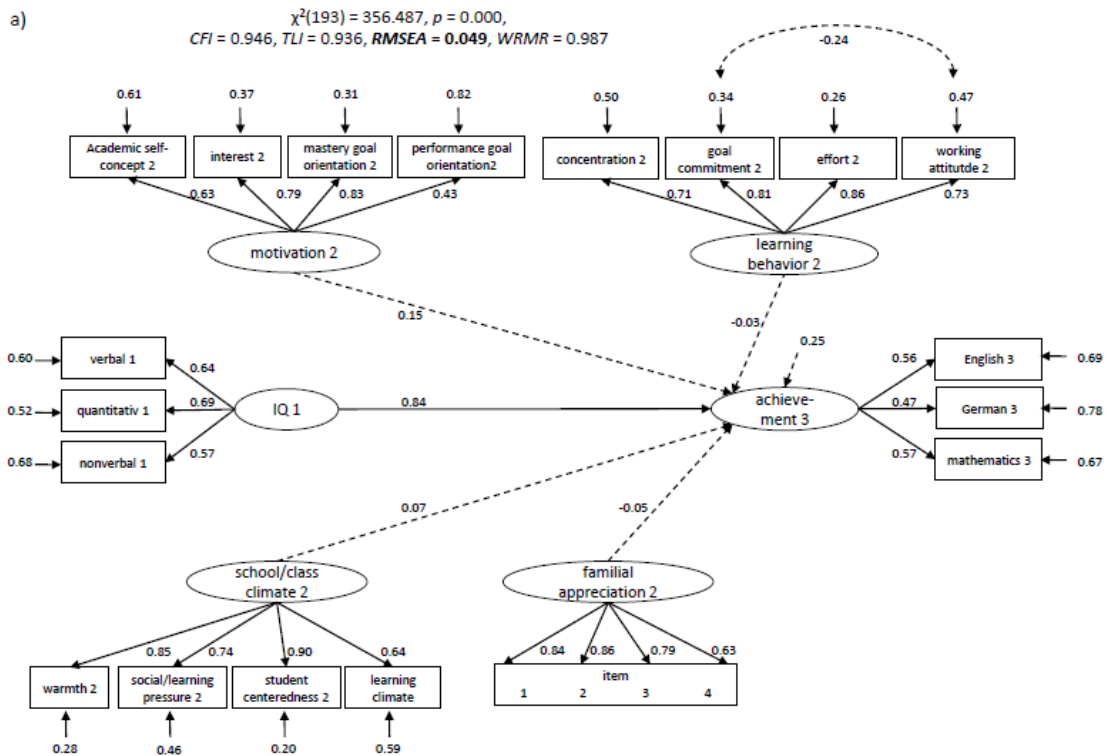 a)
χ²(193) = 356.487, p = 0.000,
CFI = 0.946, TLI = 0.936, RMSEA = 0.049, WRMR = 0.987
-0.24
0.61 0.37 0.31 0.82 0.50 0.34 0.26 0.47
Academic self-
concept 2
interest 2
mastery goal
orientation 2
performance goal
orientation2
concentration 2
goal
commitment 2
effort 2
working
attitutde 2
0.63 0.79 0.83 0.43 0.71 0.81 0.86 0.73
motivation 2
learning
behavior 2
0.15
-0.03
0.25
0.60
verbal 1
0.64
0.52
quantitativ 1
0.69
0.68
nonverbal 1
0.57
IQ 1
0.84
achieve-
ment 3
0.56
English 3
0.69
0.47
German 3
0.78
0.57
mathematics 3
0.67
0.07
-0.05
school/class
climate 2
familial
appreciation 2
0.85 0.74 0.90 0.64
0.84 0.86 0.79 0.63
warmth 2
social/learning
pressure 2
student
centeredness 2
learning
climate
item
1 2 3 4
0.28 0.46 0.20 0.59